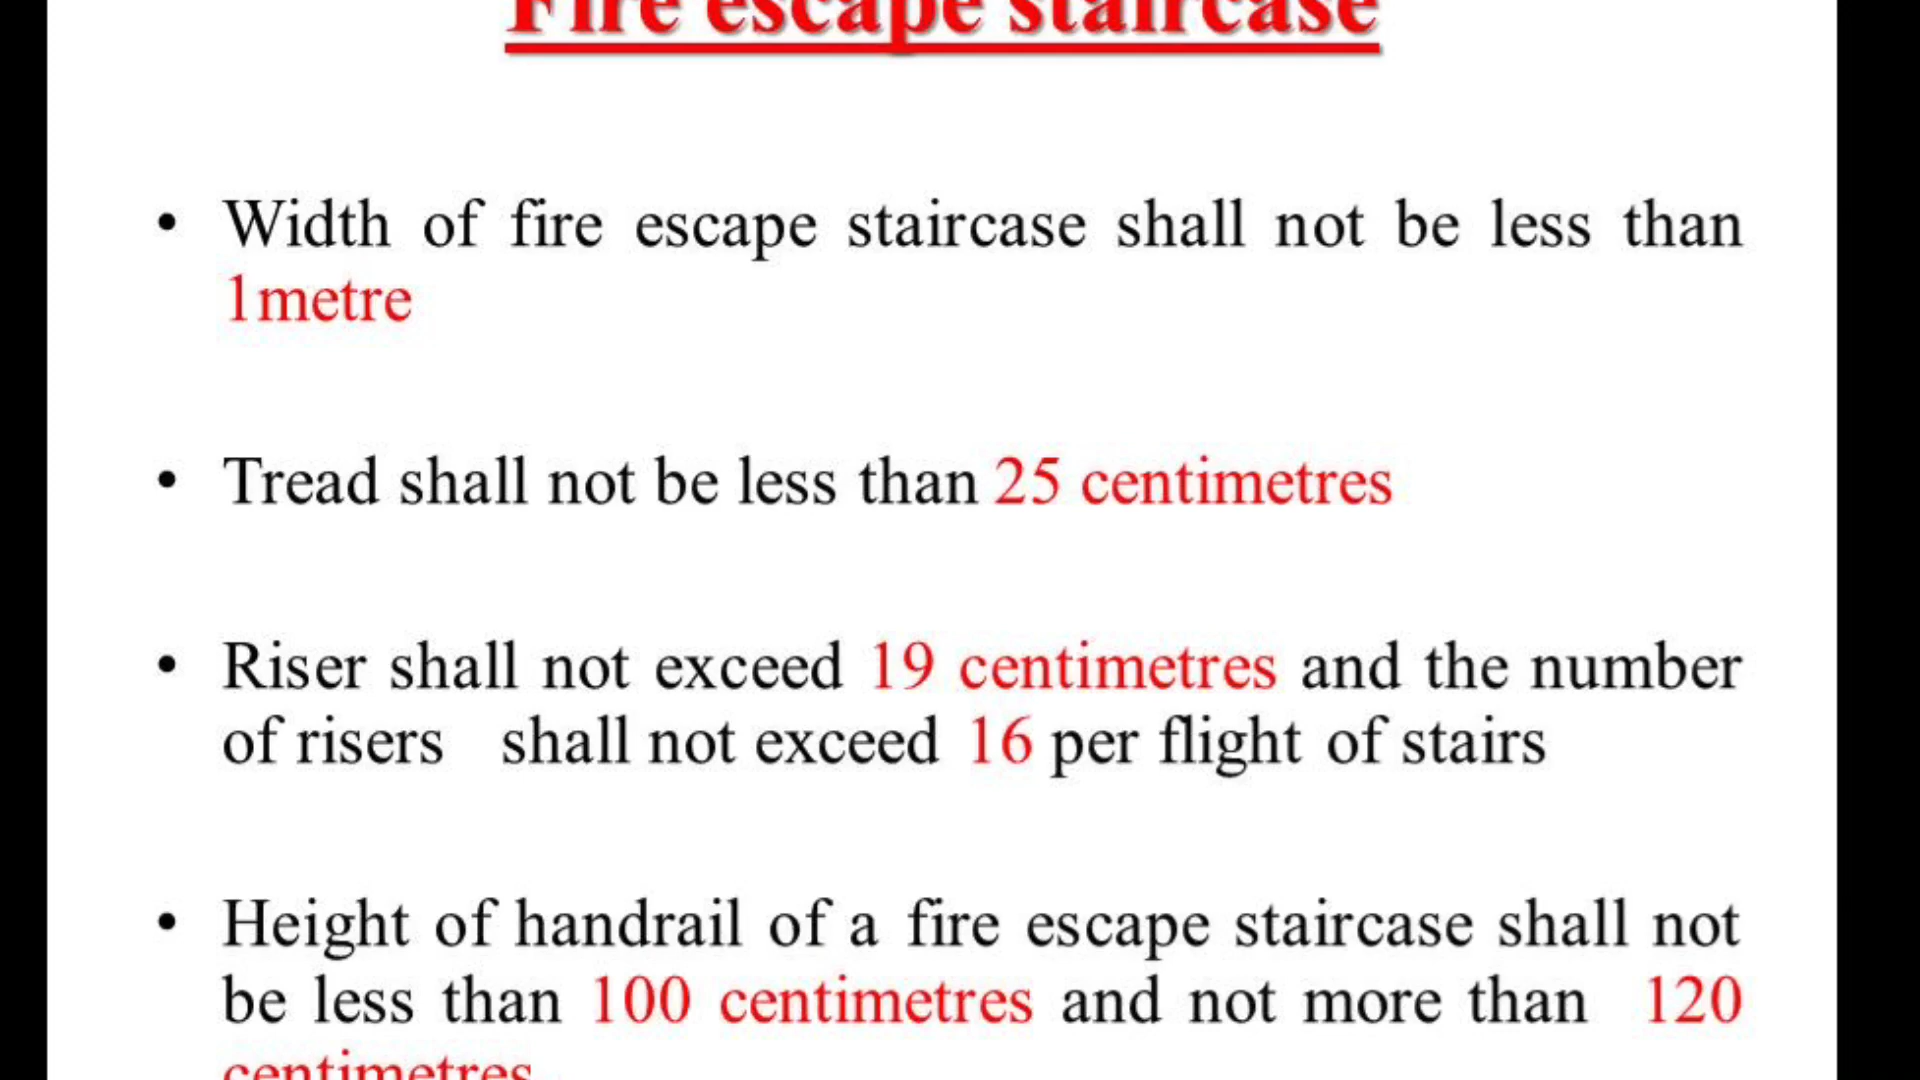 Fire escape staircase
• Width of fire escape staircase shall not be less than
1metre
• Tread shall not be less than 25 centimetres
• Riser shall not exceed 19 centimetres and the number
of risers shall not exceed 16 per flight of stairs
• Height of handrail of a fire escape staircase shall not
be less than 100 centimetres and not more than 120
centimetres.